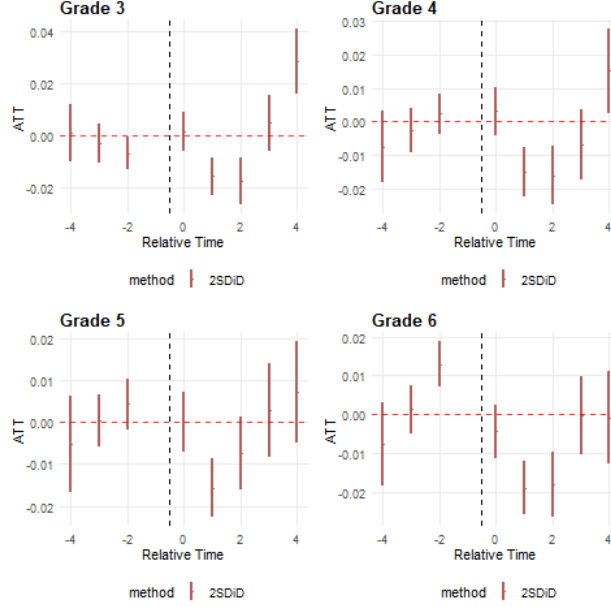 Grade 3
ATT
0.04
0.02
0.00
-0.02
-4
-2
0
2
4
Relative Time
method 2SDiD
Grade 4
ATT
0.03
0.02
0.01
0.00
-0.01
-0.02
-4
-2
0
2
4
Relative Time
method 2SDiD
Grade 5
ATT
0.02
0.01
0.00
-0.01
-0.02
-4
-2
0
2
4
Relative Time
method 2SDiD
Grade 6
ATT
0.02
0.01
0.00
-0.01
-0.02
-4
-2
0
2
4
Relative Time
method 2SDiD